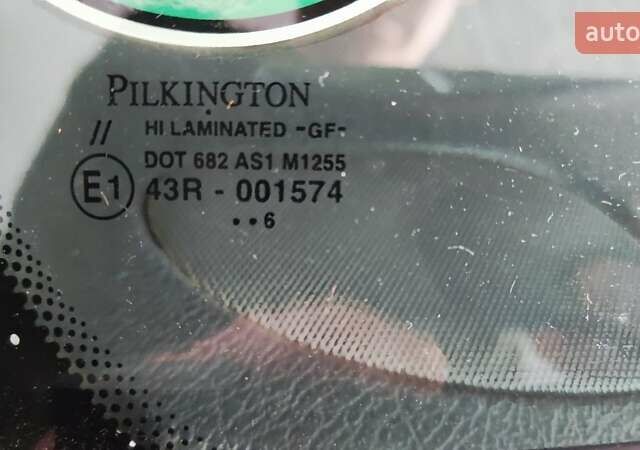 auto
PILKINGTON
// HI LAMINATED -GF-
DOT 682 AS1 M1255
E1 43R - 001574
••6